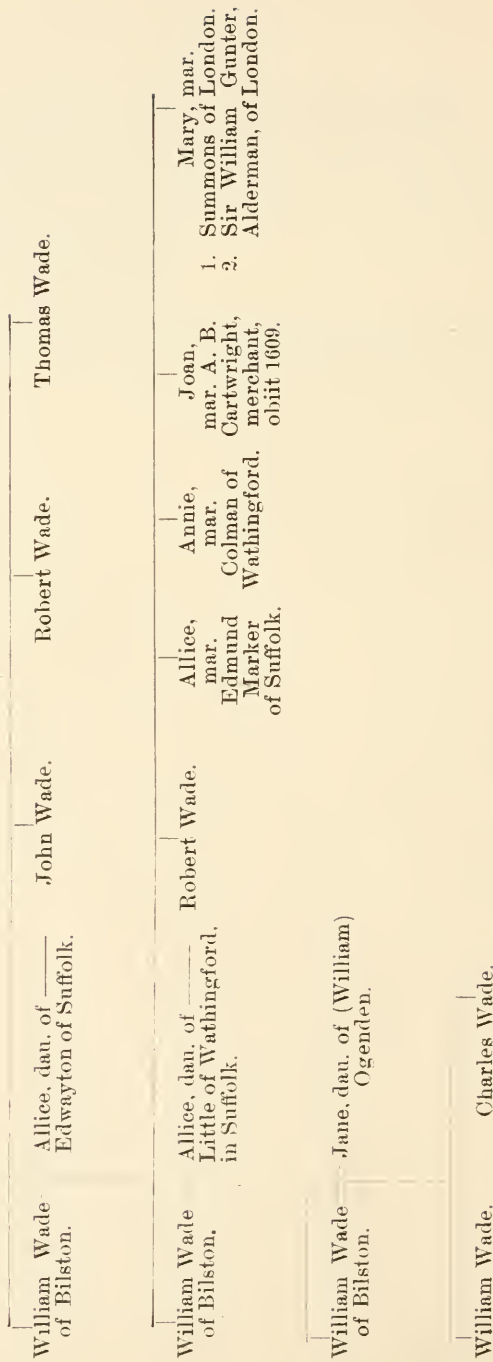 William Wade
of Bilston.
Allice, dau. of ———
Edwayton of Suffolk.
John Wade.
Robert Wade.
Thomas Wade.
William Wade
of Bilston.
Allice, dau. of ———
Little of Wathingford,
in Suffolk.
Robert Wade.
Allice,
mar.
Edmund
Marker
of Suffolk.
Annie,
mar.
Colman of
Wathingford.
Joan,
mar. A. B.
Cartwright,
merchant,
obiit 1609.
Mary, mar.
1. Summons of London.
2. Sir William Gunter,
Alderman, of London.
William Wade
of Bilston.
Jane, dau. of (William)
Ogenden.
William Wade.
Charles Wade.